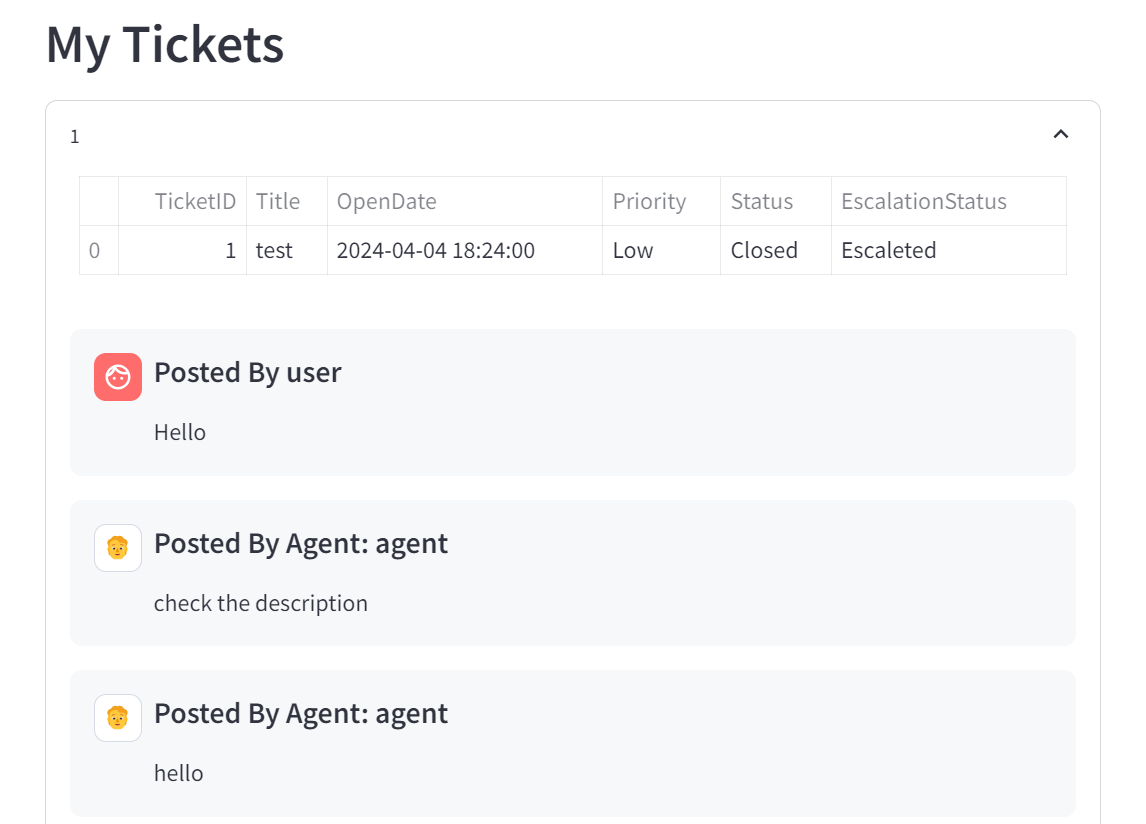 My Tickets
1
TicketID Title OpenDate Priority Status EscalationStatus
0 1 test 2024-04-04 18:24:00 Low Closed Escaleted
Posted By user
Hello
Posted By Agent: agent
check the description
Posted By Agent: agent
hello